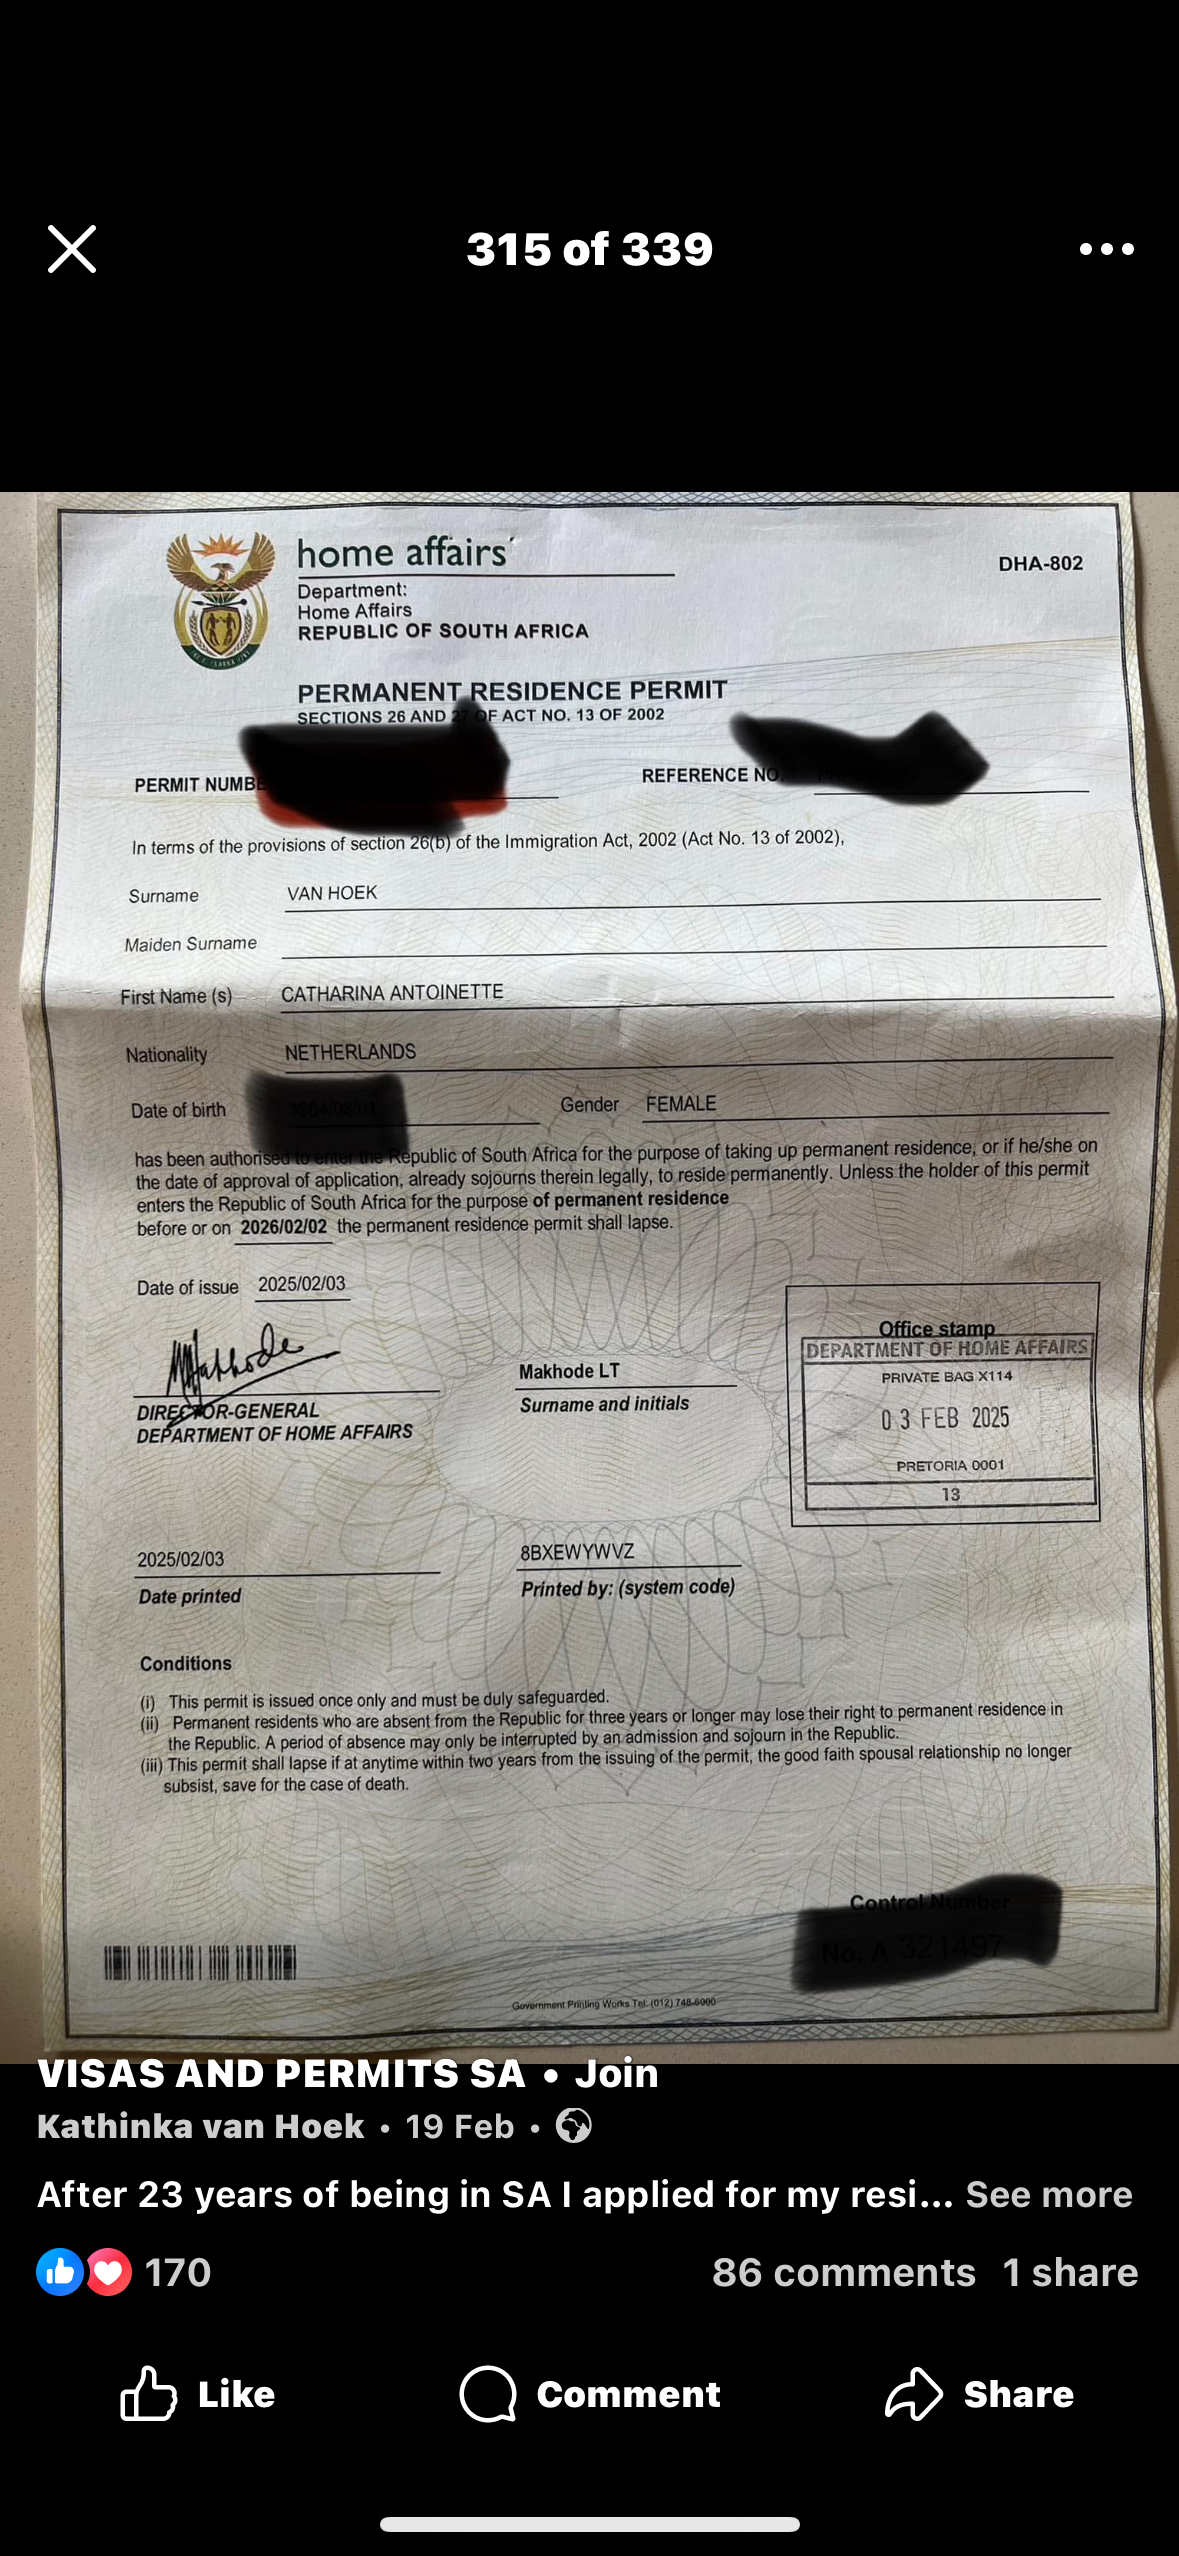 315 of 339
home affairs
DHA-802
Department:
Home Affairs
REPUBLIC OF SOUTH AFRICA
PERMANENT RESIDENCE PERMIT
SECTIONS 26 AND OF ACT NO. 13 OF 2002
PERMIT
REFERENCE NO.
In terms of the provisions of section 26(b) of the Immigration Act, 2002 (Act No. 13 of 2002),
Surname VAN HOEK
Maiden Surname
First Name (s) CATHARINA ANTOINETTE
Nationality NETHERLANDS
Date of birth Gender FEMALE
has been authorised to enter the Republic of South Africa for the purpose of taking up permanent residence, or if he/she on
the date of approval of application, already sojourns therein legally, to reside permanently. Unless the holder of this permit
enters the Republic of South Africa for the purpose of permanent residence
before or on 2026/02/02 the permanent residence permit shall lapse.
Date of issue 2025/02/03
Makhode LT
Surname and initials
DIRECTOR-GENERAL
DEPARTMENT OF HOME AFFAIRS
Office stamp
DEPARTMENT OF HOME AFFAIRS
PRIVATE BAG X114
03 FEB 2025
PRETORIA 0001
13
2025/02/03
Date printed
8BXEWYWVZ
Printed by: (system code)
Conditions
(i) This permit is issued once only and must be duly safeguarded.
(ii) Permanent residents who are absent from the Republic for three years or longer may lose their right to permanent residence in
the Republic. A period of absence may only be interrupted by an admission and sojourn in the Republic.
(iii) This permit shall lapse if at anytime within two years from the issuing of the permit, the good faith spousal relationship no longer
subsist, save for the case of death.
Control Number
Government Printing Works Tel: (012) 748-6000
VISAS AND PERMITS SA • Join
Kathinka van Hoek • 19 Feb •
After 23 years of being in SA I applied for my resi... See more
170
86 comments 1 share
Like
Comment
Share